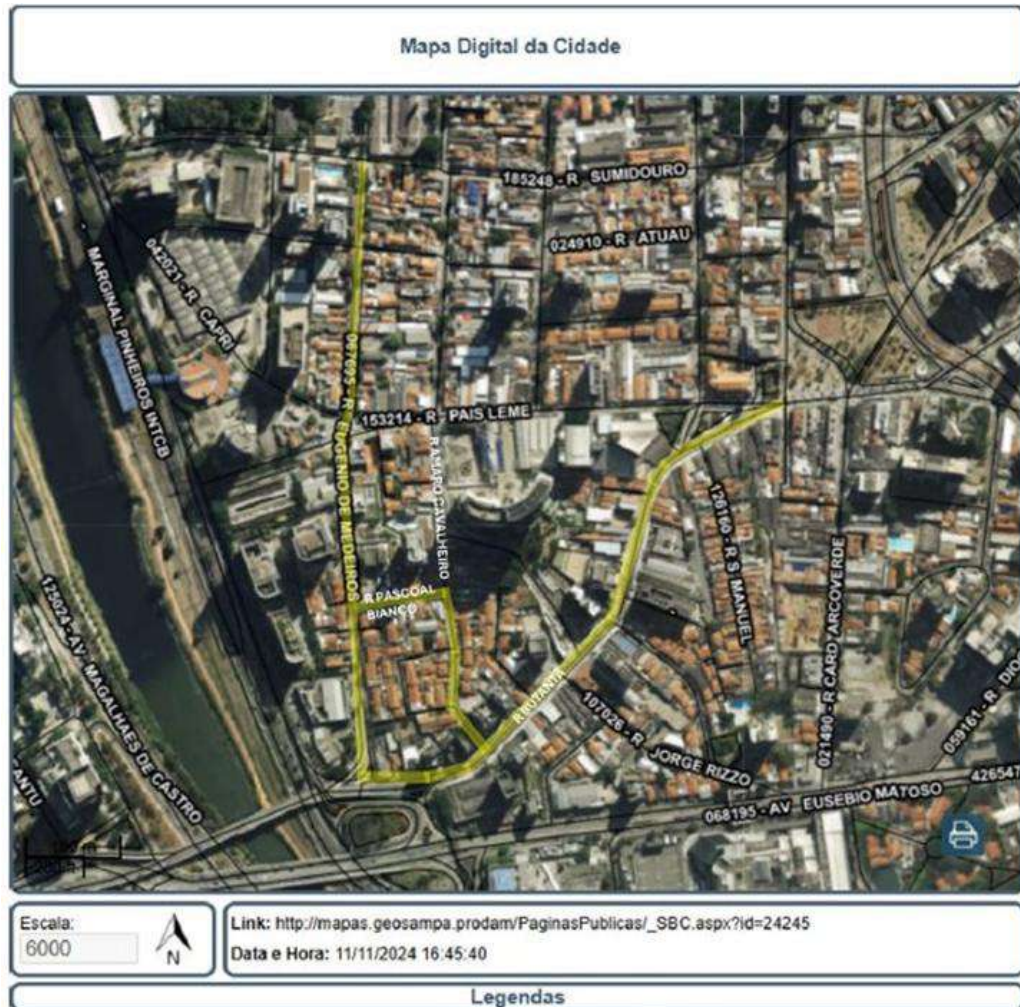 Mapa Digital da Cidade
185248 - R SUMIDOURO
024910 - R ATUAU
042021 - R CAPRI
MARGINAL PINHEIROS INTCB
067695 - R EUGENIO DE MEDEIROS
153214 - R PAIS LEME
R AMARO CAVALHEIRO
126160 - R S MANUEL
R PASCOAL
BIANCO
021490 - R CARD ARCOVERDE
125024 - AV MAGALHAES DE CASTRO
R BUTANTA
107026 - R JORGE RIZZO
059161 - R DIOG
CANTU
068195 - AV EUSEBIO MATOSO
426547
Escala:
6000
N
Link: http://mapas.geosampa.prodam/PaginasPublicas/_SBC.aspx?id=24245
Data e Hora: 11/11/2024 16:45:40
Legendas